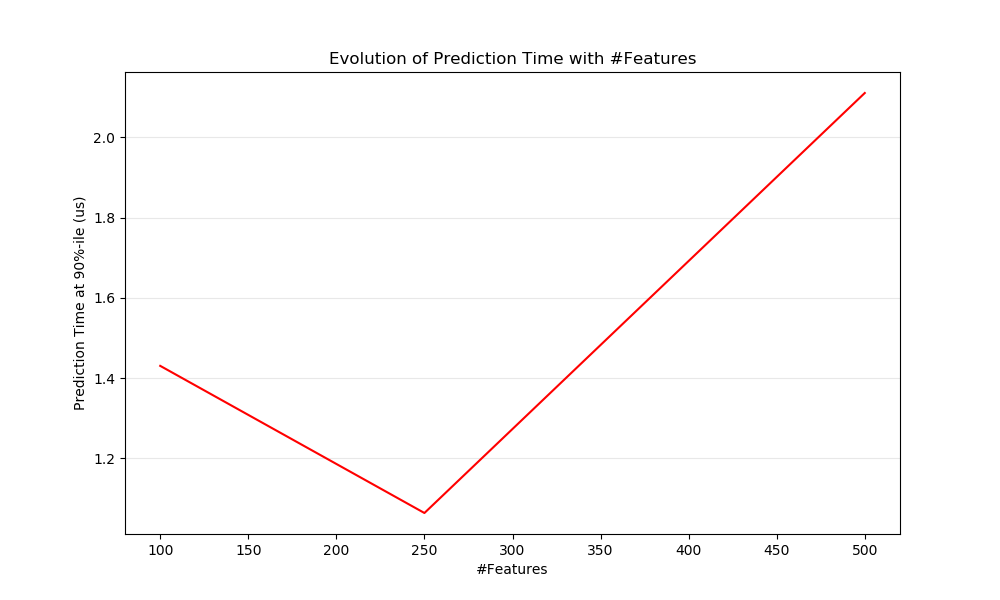 Evolution of Prediction Time with #Features
Prediction Time at 90%-ile (us)
2.0
1.8
1.6
1.4
1.2
100 150 200 250 300 350 400 450 500
#Features